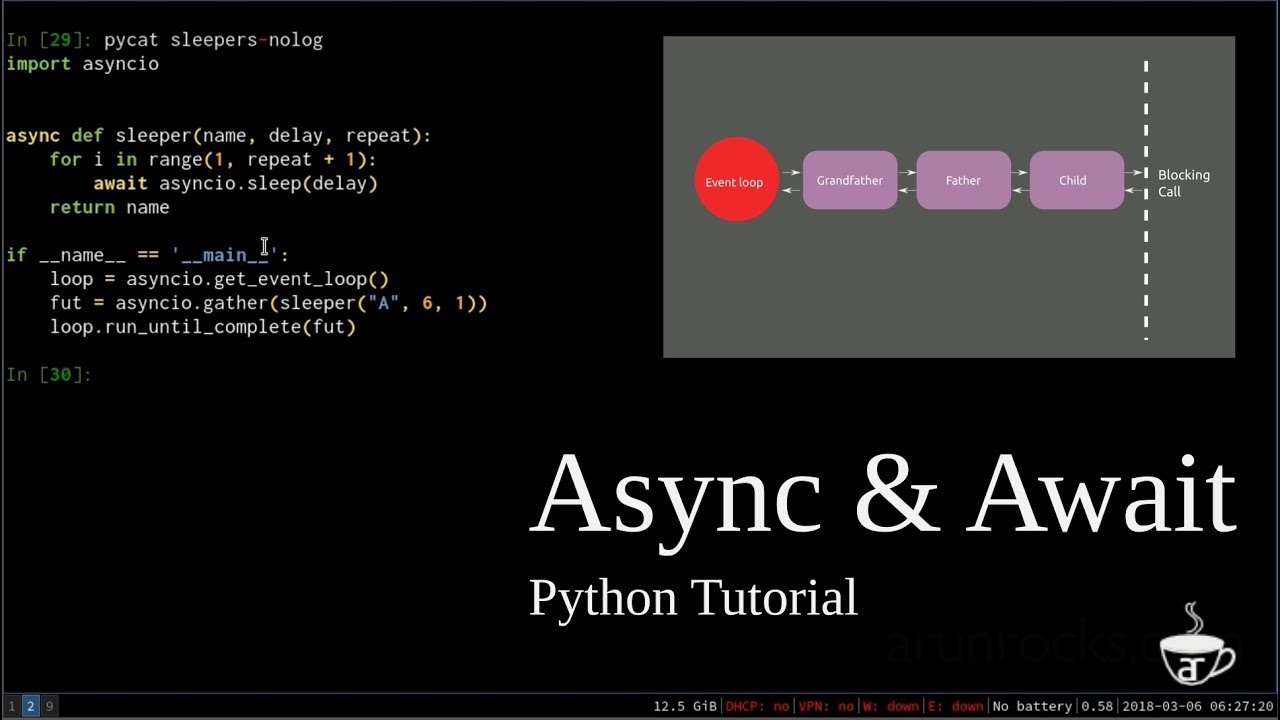 In [29]: pycat sleepers-nolog
import asyncio
async def sleeper(name, delay, repeat):
    for i in range(1, repeat + 1):
        await asyncio.sleep(delay)
    return name
if __name__ == '__main__':
    loop = asyncio.get_event_loop()
    fut = asyncio.gather(sleeper("A", 6, 1))
    loop.run_until_complete(fut)
In [30]:
Event loop
Grandfather
Father
Child
Blocking
Call
Async & Await
Python Tutorial
ar
1 2 9
12.5 GiB|DHCP: no|VPN: no|W: down|E: down|No battery|0.58|2018-03-06 06:27:20